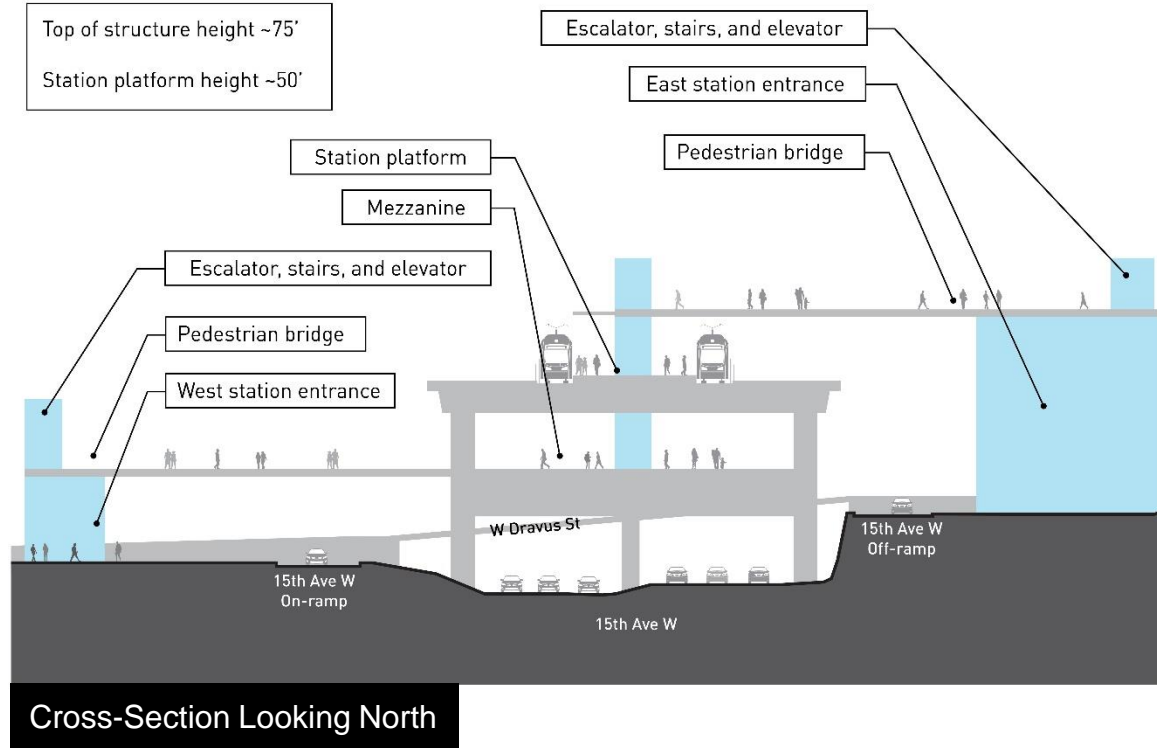 Top of structure height ~75’
Station platform height ~50’
Escalator, stairs, and elevator
East station entrance
Pedestrian bridge
Station platform
Mezzanine
Escalator, stairs, and elevator
Pedestrian bridge
West station entrance
W Dravus St
15th Ave W
Off-ramp
15th Ave W
On-ramp
15th Ave W
Cross-Section Looking North